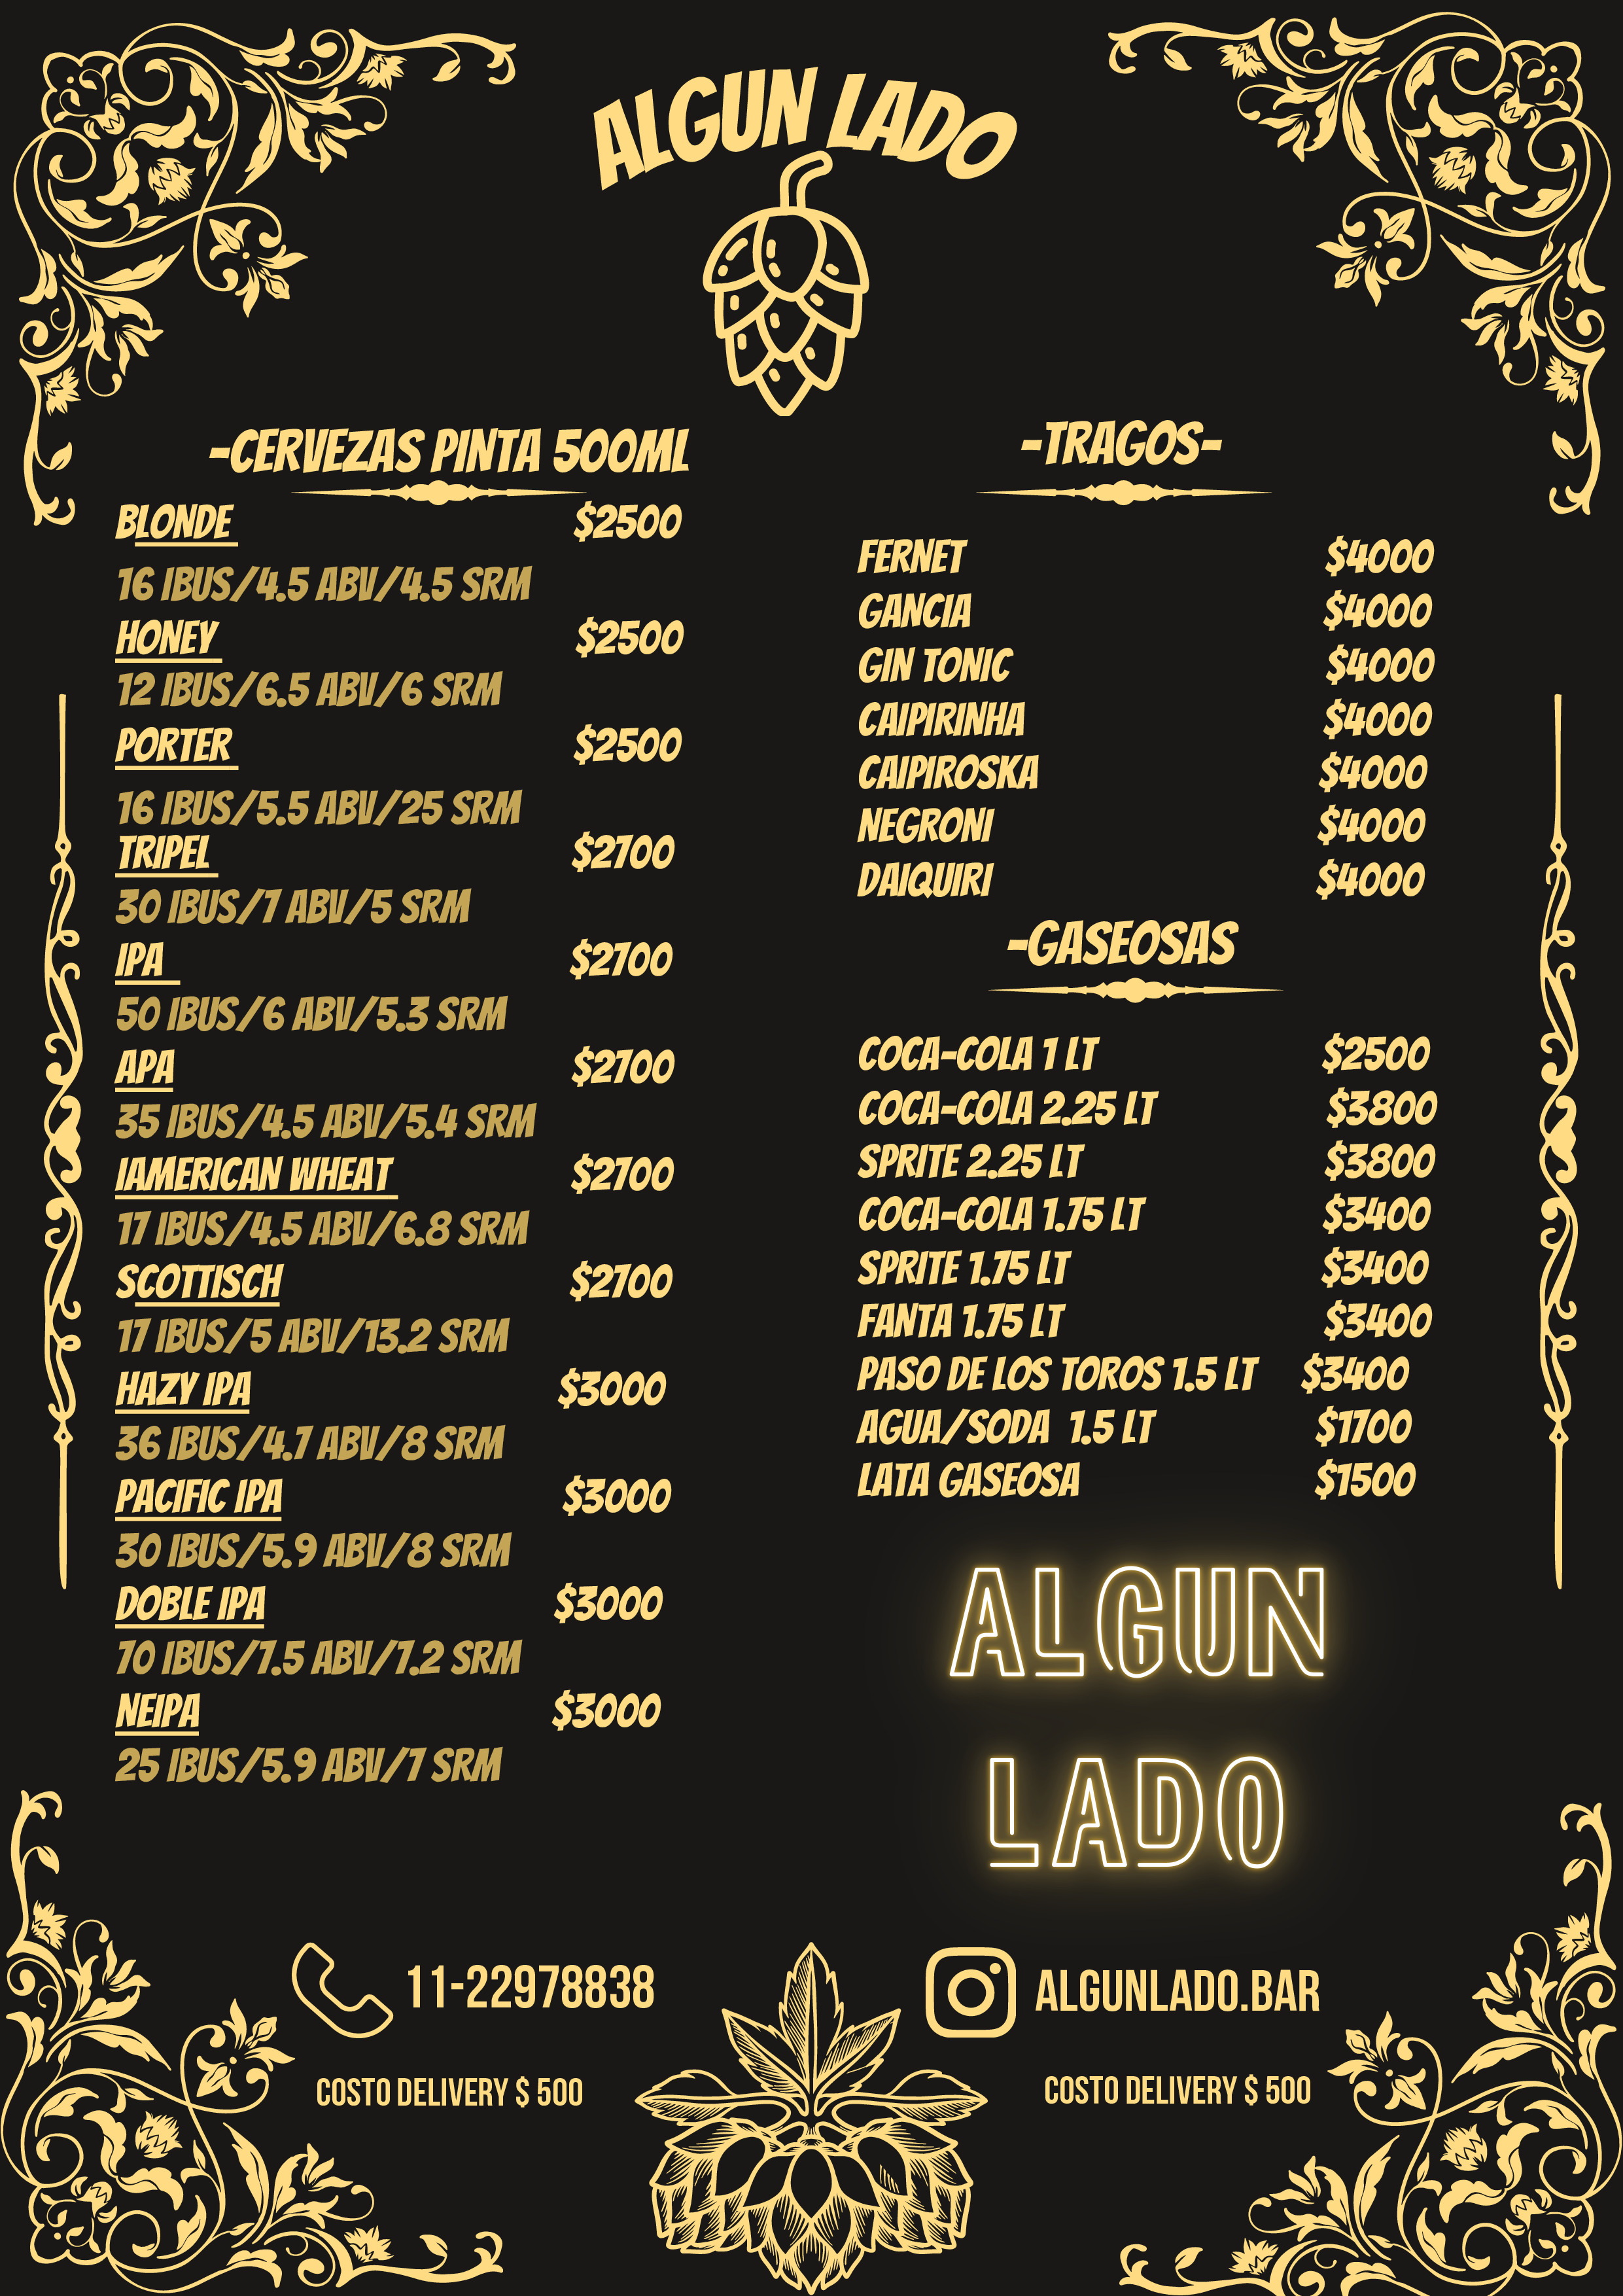 ALGUN LADO
-CERVEZAS PINTA 500ML
BLONDE $2500
16 IBUS/4.5 ABV/4.5 SRM
HONEY $2500
12 IBUS/6.5 ABV/6 SRM
PORTER $2500
16 IBUS/5.5 ABV/25 SRM
TRIPEL $2700
30 IBUS/7 ABV/5 SRM
IPA $2700
50 IBUS/6 ABV/5.3 SRM
APA $2700
35 IBUS/4.5 ABV/5.4 SRM
IAMERICAN WHEAT $2700
17 IBUS/4.5 ABV/6.8 SRM
SCOTTISCH $2700
17 IBUS/5 ABV/13.2 SRM
HAZY IPA $3000
36 IBUS/4.7 ABV/8 SRM
PACIFIC IPA $3000
30 IBUS/5.9 ABV/8 SRM
DOBLE IPA $3000
70 IBUS/7.5 ABV/7.2 SRM
NEIPA $3000
25 IBUS/5.9 ABV/7 SRM
-TRAGOS-
FERNET $4000
GANCIA $4000
GIN TONIC $4000
CAIPIRINHA $4000
CAIPIROSKA $4000
NEGRONI $4000
DAIQUIRI $4000
-GASEOSAS
COCA-COLA 1 LT $2500
COCA-COLA 2.25 LT $3800
SPRITE 2.25 LT $3800
COCA-COLA 1.75 LT $3400
SPRITE 1.75 LT $3400
FANTA 1.75 LT $3400
PASO DE LOS TOROS 1.5 LT $3400
AGUA/SODA 1.5 LT $1700
LATA GASEOSA $1500
ALGUN
LADO
11-22978838
COSTO DELIVERY $ 500
ALGUNLADO.BAR
COSTO DELIVERY $ 500